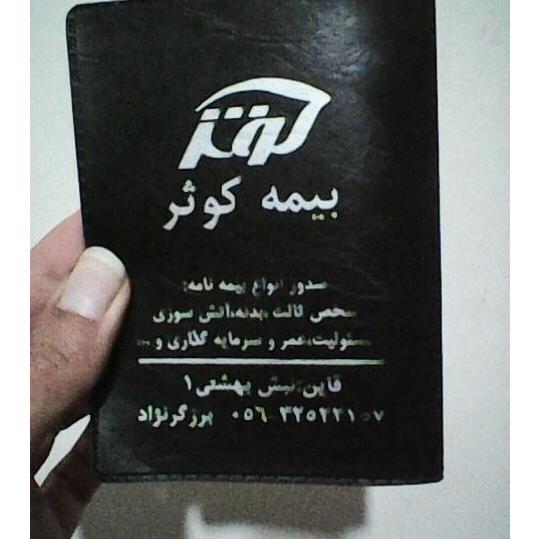 کوثر
بیمه کوثر
صدور انواع بیمه نامه:
شخص ثالث ،بدنه،آتش سوزی
مسئولیت،عمر و سرمایه گذاری و ...
قاین:نبش بهشتی ۱
۰۵۶-۳۲۵۲۲۱۵۷ برزگرنژاد